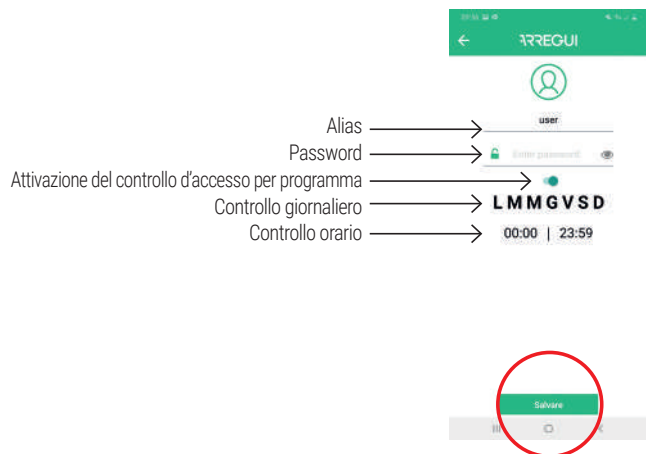 ARREGUI
user
Alias
Enter password
Password
Attivazione del controllo d'accesso per programma
L M M G V S D
Controllo giornaliero
00:00 | 23:59
Controllo orario
Salvare